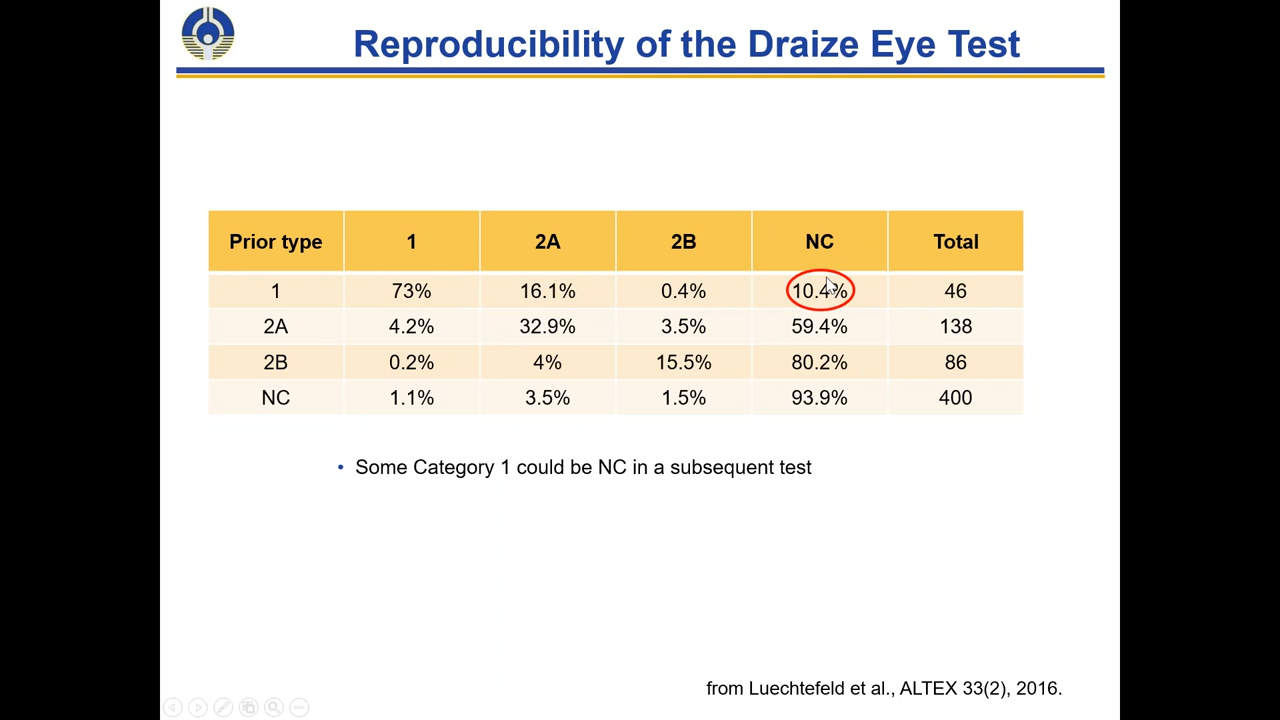 Reproducibility of the Draize Eye Test
Prior type 1 2A 2B NC Total
1 73% 16.1% 0.4% 10.4% 46
2A 4.2% 32.9% 3.5% 59.4% 138
2B 0.2% 4% 15.5% 80.2% 86
NC 1.1% 3.5% 1.5% 93.9% 400
• Some Category 1 could be NC in a subsequent test
from Luechtefeld et al., ALTEX 33(2), 2016.